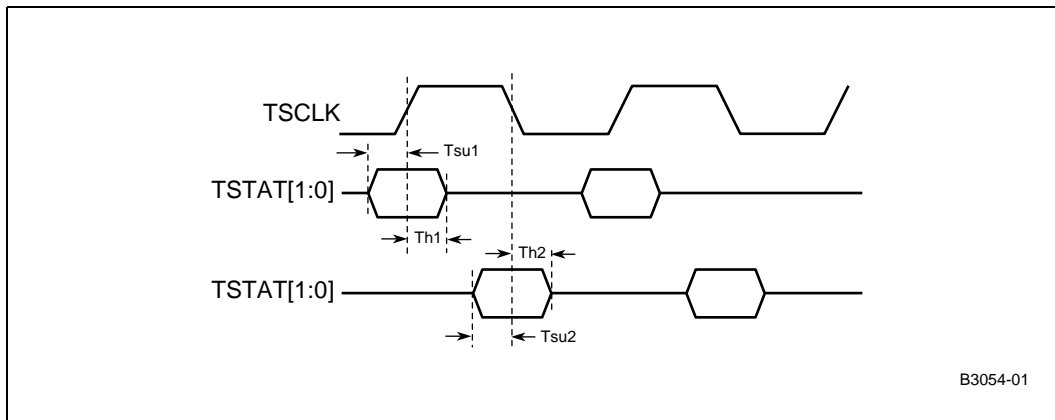 TSCLK
Tsu1
TSTAT[1:0]
Th1
Th2
TSTAT[1:0]
Tsu2
B3054-01